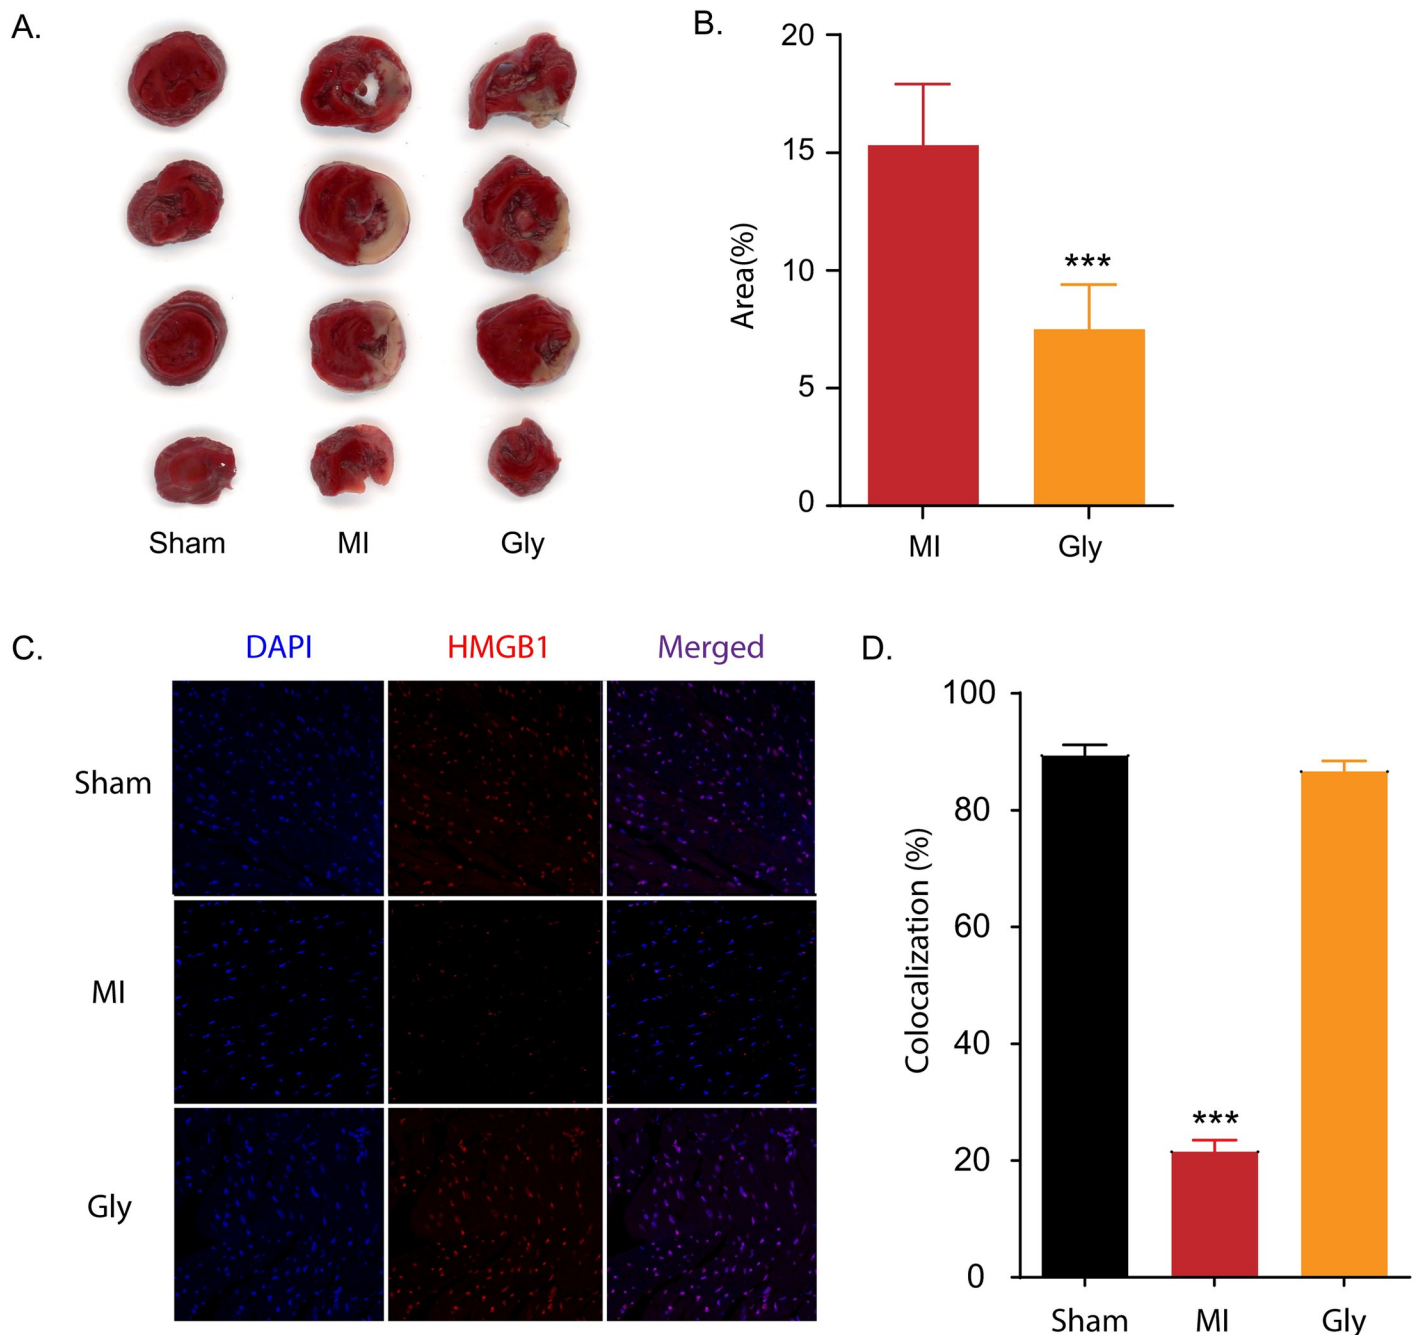 A.
Sham MI Gly
B.
20
15
10
5
0
Area(%)
***
MI Gly
C.
DAPI HMGB1 Merged
Sham
MI
Gly
D.
100
80
60
40
20
0
Colocalization (%)
***
Sham MI Gly